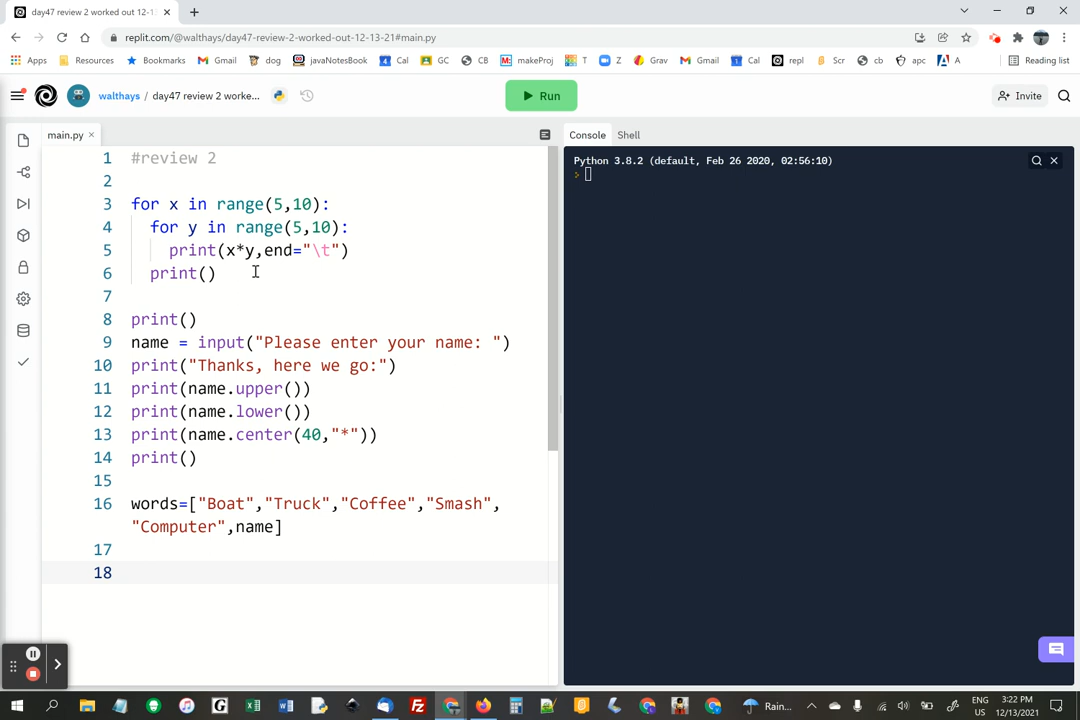 day47 review 2 worked-out-12-1
replit.com/@walthays/day47-review-2-worked-out-12-13-21#main.py
Apps
Resources
Bookmarks
Gmail
dog
javaNotebook
Cal
GC
CB
makeProj
T
Z
Grav
Gmail
Cal
repl
Scr
cb
apc
A
Reading list
walthays / day47 review 2 worke...
Run
Invite
main.py
Console
Shell
1 #review 2
2
3 for x in range(5,10):
4 for y in range(5,10):
5 print(x*y,end="\t")
6 print()
7
8 print()
9 name = input("Please enter your name: ")
10 print("Thanks, here we go:")
11 print(name.upper())
12 print(name.lower())
13 print(name.center(40,"*"))
14 print()
15
16 words=["Boat","Truck","Coffee","Smash",
"Computer",name]
17
18
Python 3.8.2 (default, Feb 26 2020, 02:56:10)
>
Rain...
ENG
US
3:22 PM
12/13/2021